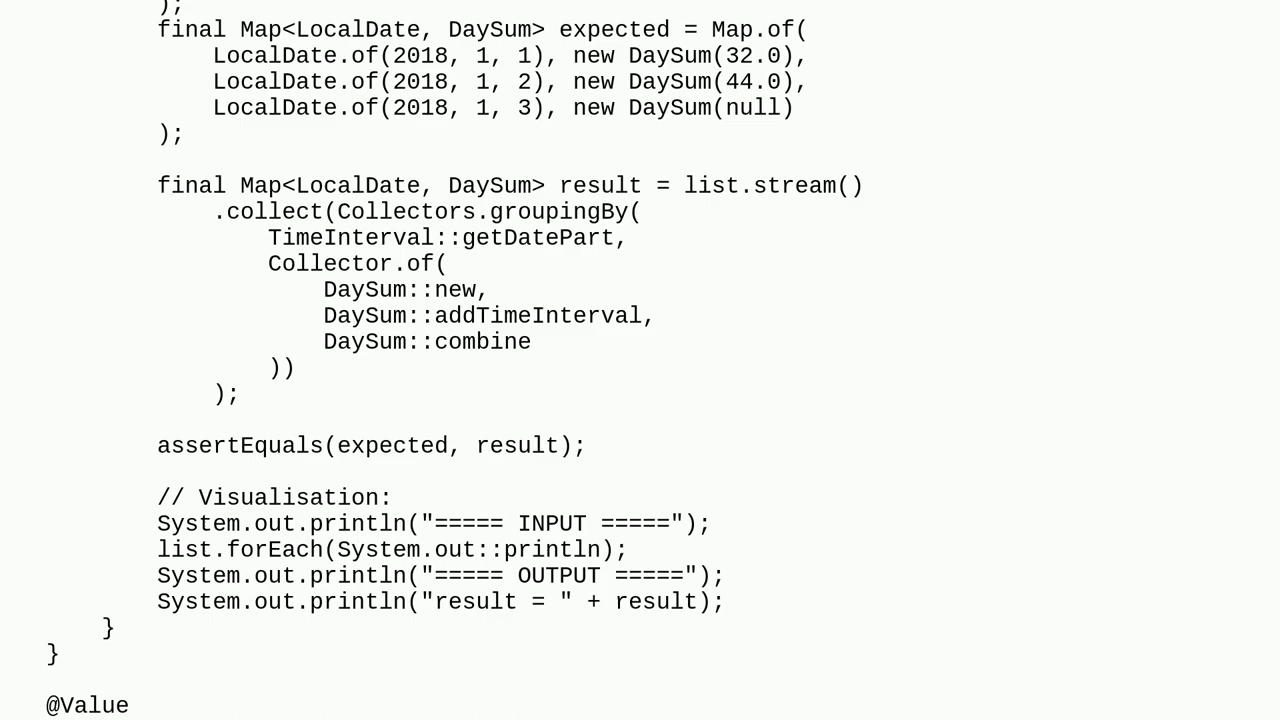 );
final Map<LocalDate, DaySum> expected = Map.of(
LocalDate.of(2018, 1, 1), new DaySum(32.0),
LocalDate.of(2018, 1, 2), new DaySum(44.0),
LocalDate.of(2018, 1, 3), new DaySum(null)
);
final Map<LocalDate, DaySum> result = list.stream()
.collect(Collectors.groupingBy(
TimeInterval::getDatePart,
Collector.of(
DaySum::new,
DaySum::addTimeInterval,
DaySum::combine
))
);
assertEquals(expected, result);
// Visualisation:
System.out.println("===== INPUT =====");
list.forEach(System.out::println);
System.out.println("===== OUTPUT =====");
System.out.println("result = " + result);
}
}
@Value